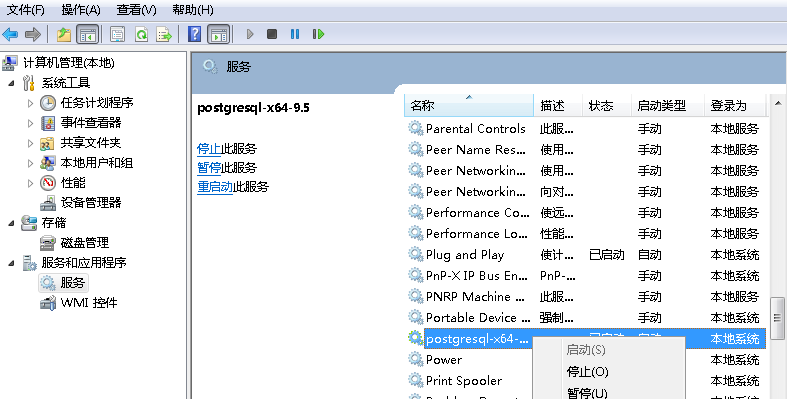 文件(F) 操作(A) 查看(V) 帮助(H)
计算机管理(本地)
系统工具
任务计划程序
事件查看器
共享文件夹
本地用户和组
性能
设备管理器
存储
磁盘管理
服务和应用程序
服务
WMI 控件
服务
postgresql-x64-9.5
停止此服务
暂停此服务
重启动此服务
名称 描述 状态 启动类型 登录为
Parental Controls 此服... 手动 本地服务
Peer Name Res... 使用... 手动 本地服务
Peer Networkin... 使用... 手动 本地服务
Peer Networkin... 向对... 手动 本地服务
Performance Co... 使远... 手动 本地服务
Performance Lo... 性能... 手动 本地服务
Plug and Play 使计... 已启动 自动 本地系统
PnP-X IP Bus En... PnP-... 手动 本地系统
PNRP Machine ... 此服... 手动 本地服务
Portable Device ... 强制... 手动 本地系统
postgresql-x64-... 本地系统
Power 本地系统
Print Spooler 本地系统
启动(S)
停止(O)
暂停(U)